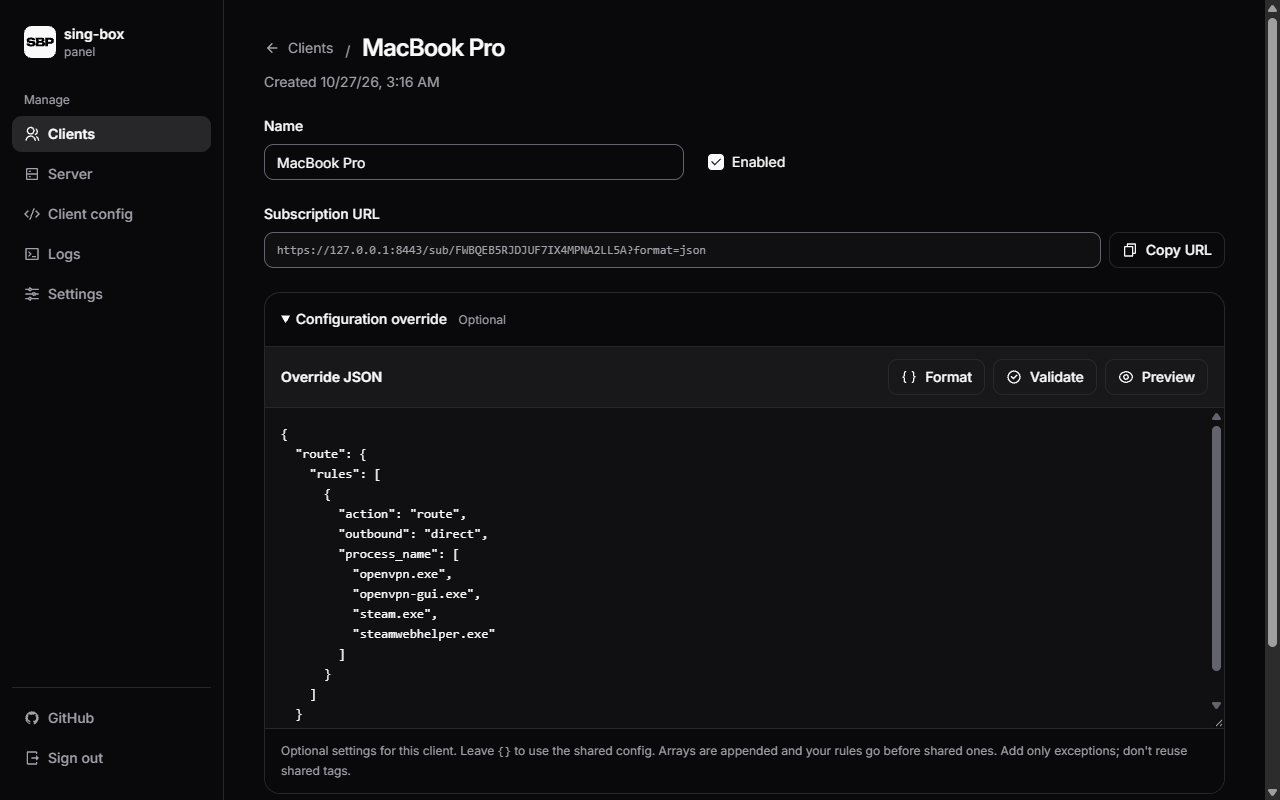 SBP
sing-box
panel
Manage
Clients
Server
Client config
Logs
Settings
GitHub
Sign out
← Clients / MacBook Pro
Created 10/27/26, 3:16 AM
Name
MacBook Pro
Enabled
Subscription URL
https://127.0.0.1:8443/sub/FWBQEB5RJDJUF7IX4MPNA2LL5A?format=json
Copy URL
▼ Configuration override Optional
Override JSON
{ } Format
Validate
Preview
{
  "route": {
    "rules": [
      {
        "action": "route",
        "outbound": "direct",
        "process_name": [
          "openvpn.exe",
          "openvpn-gui.exe",
          "steam.exe",
          "steamwebhelper.exe"
        ]
      }
    ]
  }
Optional settings for this client. Leave {} to use the shared config. Arrays are appended and your rules go before shared ones. Add only exceptions; don't reuse
shared tags.